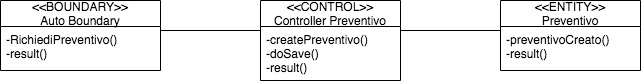 <<BOUNDARY>>
Auto Boundary
-RichiediPreventivo()
-result()
<<CONTROL>>
Controller Preventivo
-createPreventivo()
-doSave()
-result()
<<ENTITY>>
Preventivo
-preventivoCreato()
-result()